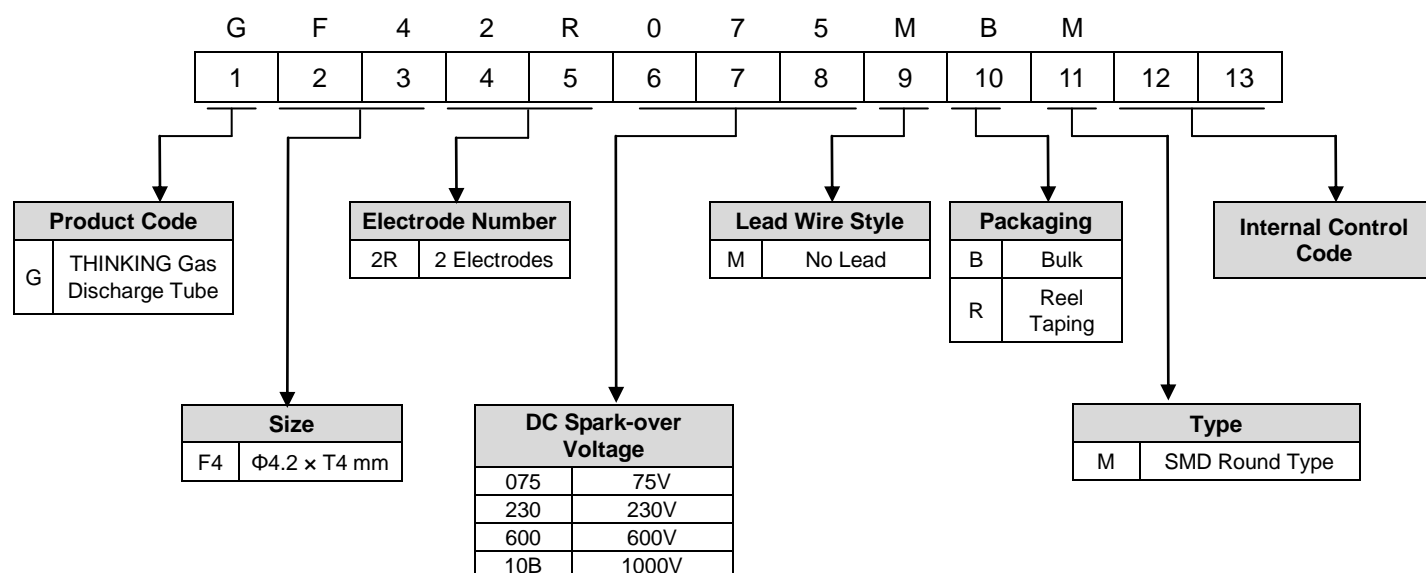 G F 4 2 R 0 7 5 M B M
1 2 3 4 5 6 7 8 9 10 11 12 13
Product Code
G THINKING Gas
Discharge Tube
Electrode Number
2R 2 Electrodes
Lead Wire Style
M No Lead
Packaging
B Bulk
R Reel
Taping
Internal Control
Code
Size
F4 Φ4.2 × T4 mm
DC Spark-over
Voltage
075 75V
230 230V
600 600V
10B 1000V
Type
M SMD Round Type